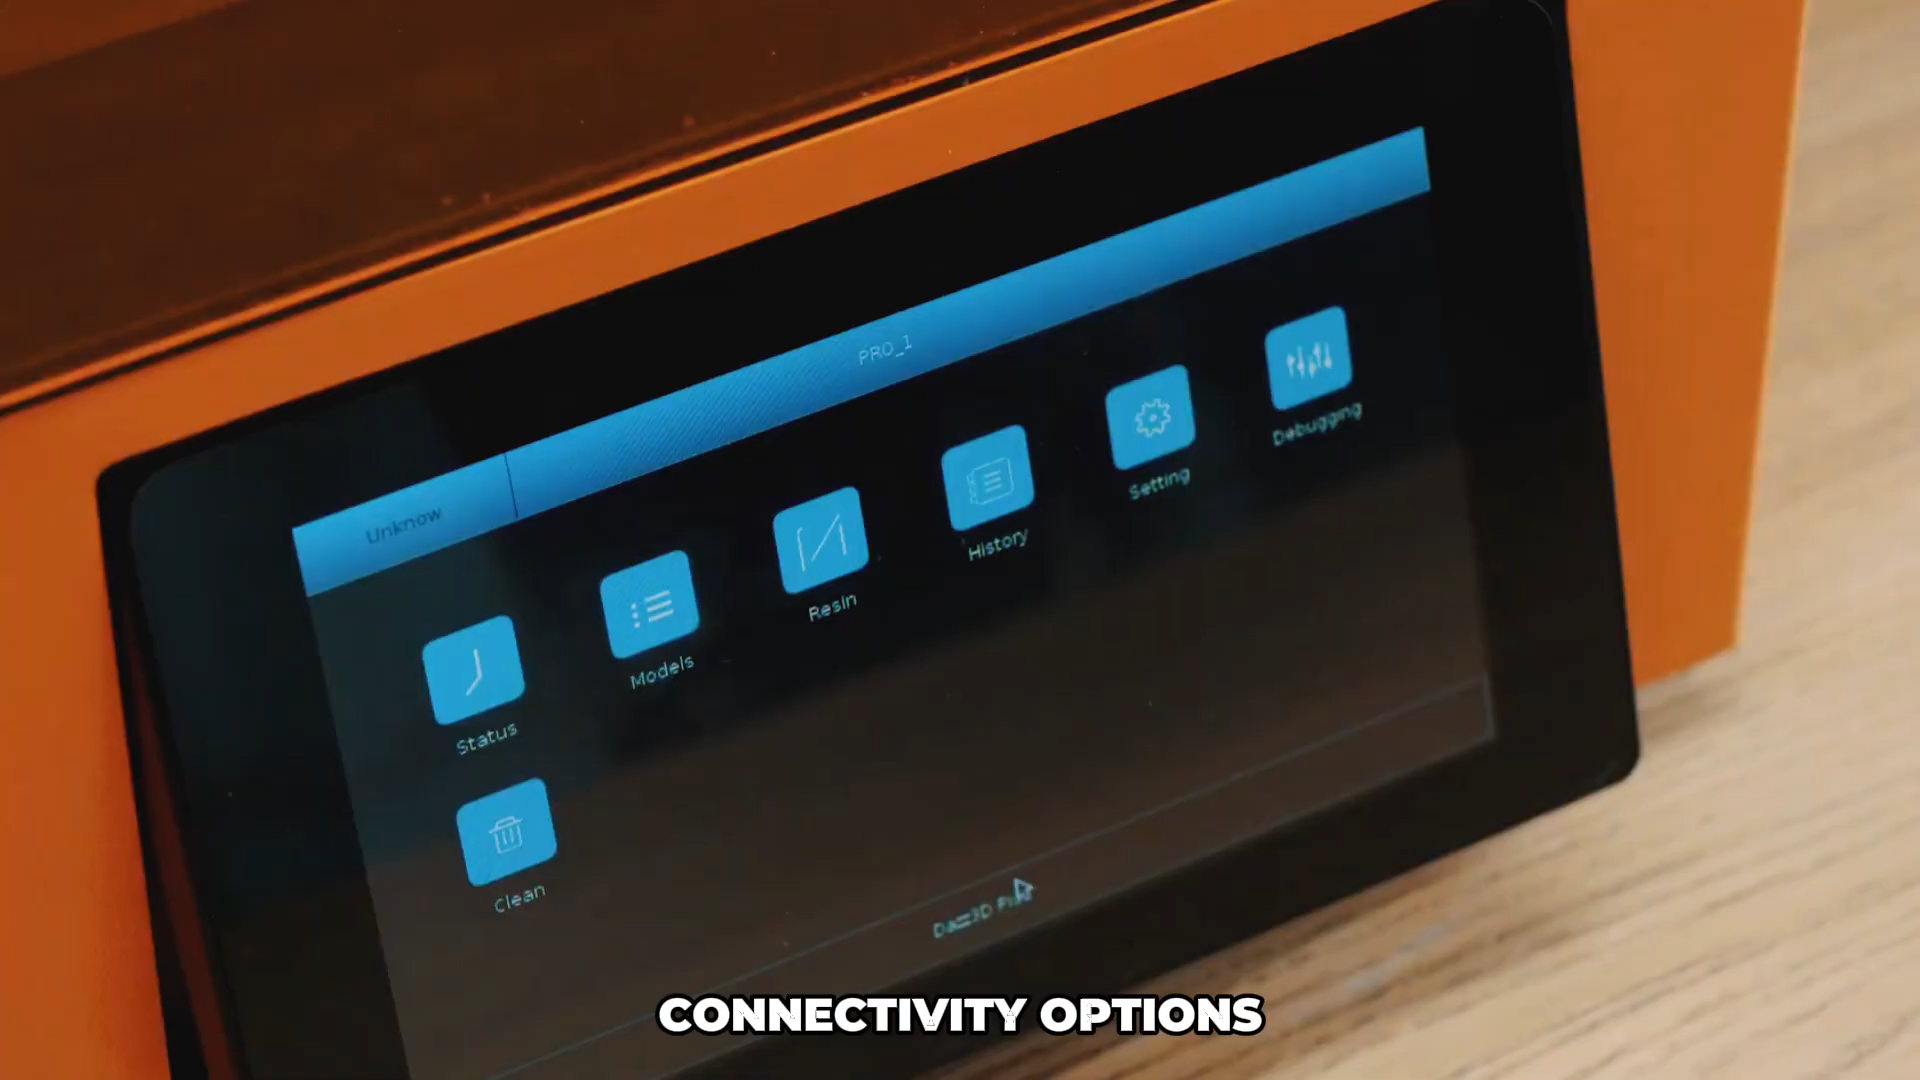 PRO_1
Unknow
Status
Models
Resin
History
Setting
Debugging
Clean
CONNECTIVITY OPTIONS